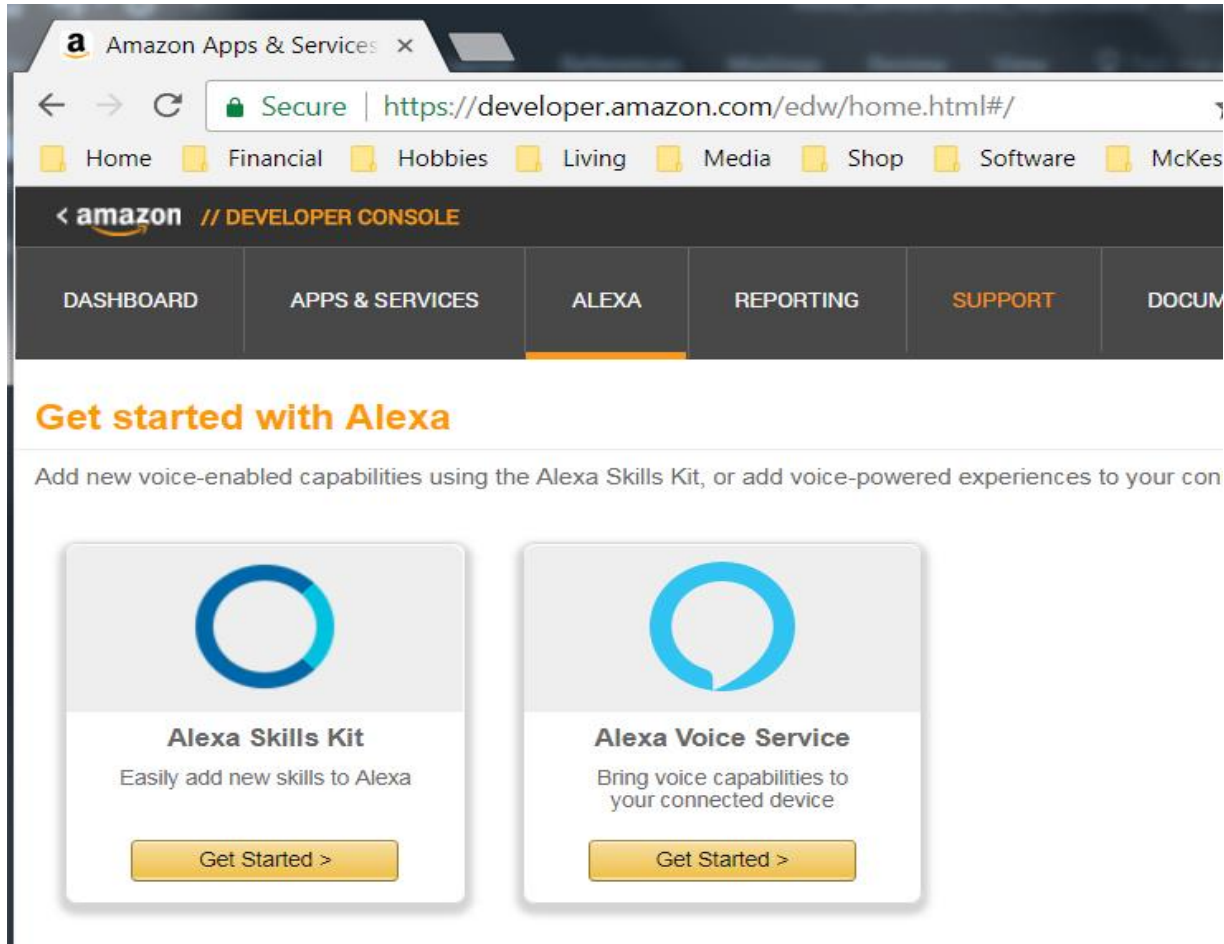 a Amazon Apps & Services
Secure | https://developer.amazon.com/edw/home.html#/
Home Financial Hobbies Living Media Shop Software McKes
< amazon // DEVELOPER CONSOLE
DASHBOARD APPS & SERVICES ALEXA REPORTING SUPPORT DOCUM
Get started with Alexa
Add new voice-enabled capabilities using the Alexa Skills Kit, or add voice-powered experiences to your con
Alexa Skills Kit
Easily add new skills to Alexa
Get Started >
Alexa Voice Service
Bring voice capabilities to
your connected device
Get Started >